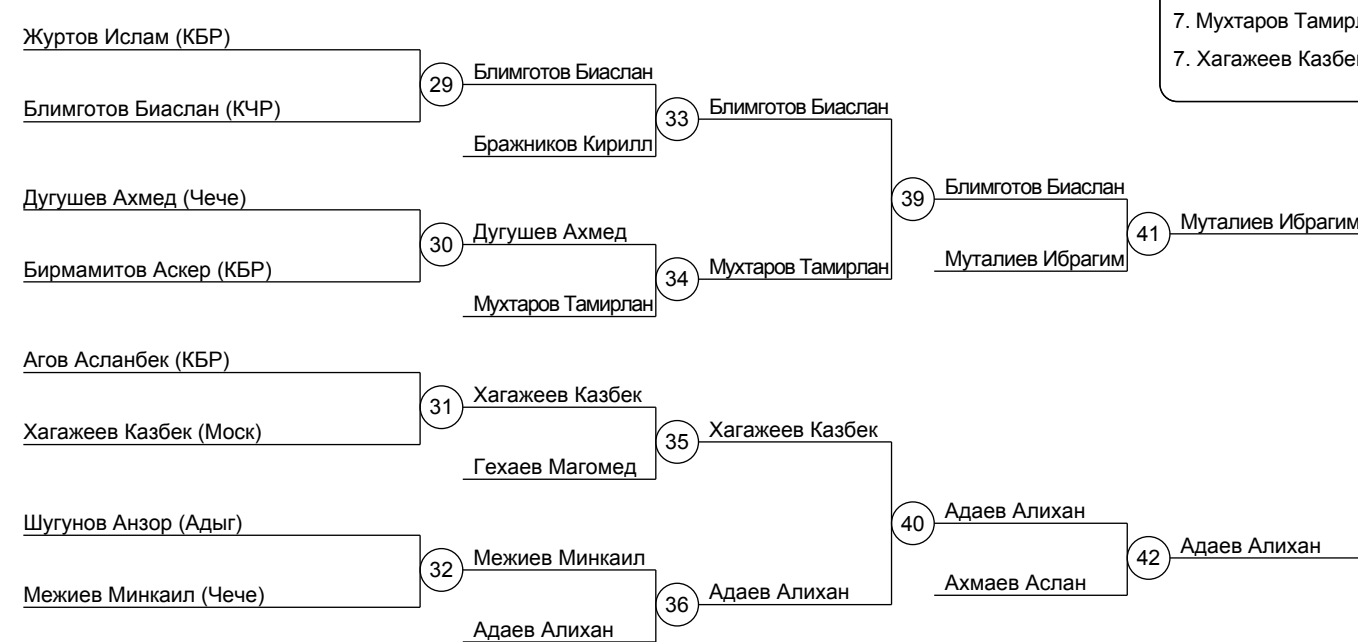 7. Мухтаров
7. Хагажеев
Журтов Ислам (КБР)
29
Блимготов Биаслан
Блимготов Биаслан (КЧР)
33
Блимготов Биаслан
Бражников Кирилл
39
Блимготов Биаслан
Дугушев Ахмед (Чече)
30
Дугушев Ахмед
Бирмамитов Аскер (КБР)
34
Мухтаров Тамирлан
Мухтаров Тамирлан
41
Муталиев Ибрагим
Муталиев Ибрагим
Агов Асланбек (КБР)
31
Хагажеев Казбек
Хагажеев Казбек (Моск)
35
Хагажеев Казбек
Гехаев Магомед
40
Адаев Алихан
Шугунов Анзор (Адыг)
32
Межиев Минкаил
Межиев Минкаил (Чече)
36
Адаев Алихан
Адаев Алихан
42
Адаев Алихан
Ахмаев Аслан